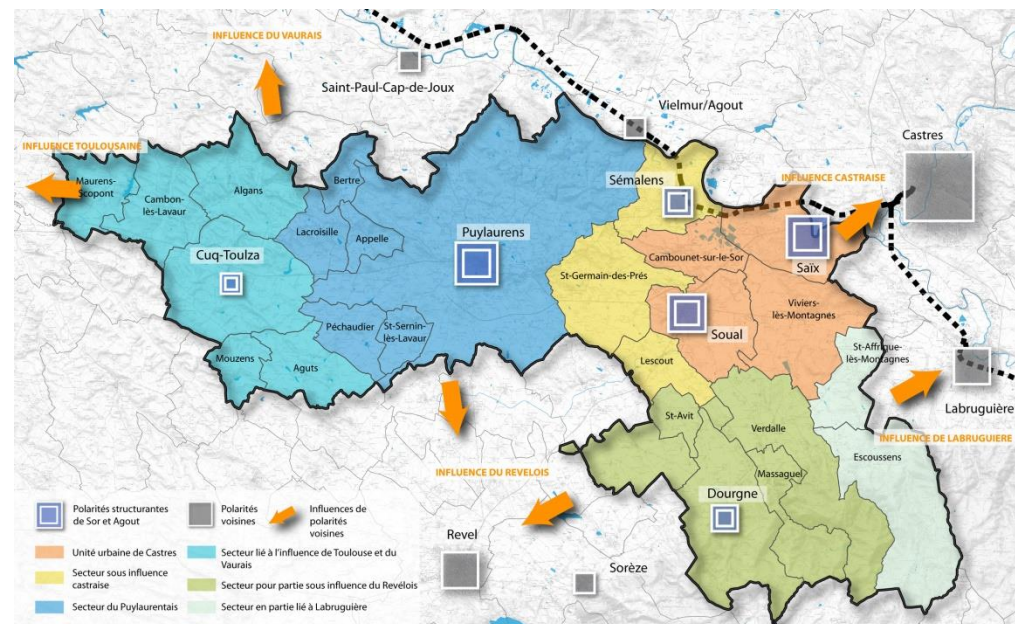 INFLUENCE DU VAURAIS
Saint-Paul-Cap-de-Joux
Vielmur/Agout
Castres
INFLUENCE TOULOUSAINE
Maurens-
Scopont
Cambon-
lès-Lavaur
Algans
Bertre
Sémalens
INFLUENCE CASTRAISE
Lacroisille
Appelle
Puylaurens
Cuq-Toulza
Cambounet-sur-le-Sor
Saïx
St-Germain-des-Prés
Viviers-
lès-Montagnes
Péchaudier
St-Sernin-
lès-Lavaur
Soual
St-Affrique-
lès-Montagnes
Mouzens
Aguts
Lescout
Labruguière
St-Avit
Verdalle
INFLUENCE DE LABRUGUIERE
Escoussens
INFLUENCE DU REVELOIS
Massaguel
Dourgne
Revel
Sorèze
Polarités structurantes
de Sor et Agout
Polarités
voisines
Influences de
polarités
voisines
Unité urbaine de Castres
Secteur sous influence
castraise
Secteur du Puylaurentais
Secteur lié à l'influence de Toulouse et du
Vaurais
Secteur pour partie sous influence du Revélois
Secteur en partie lié à Labruguière